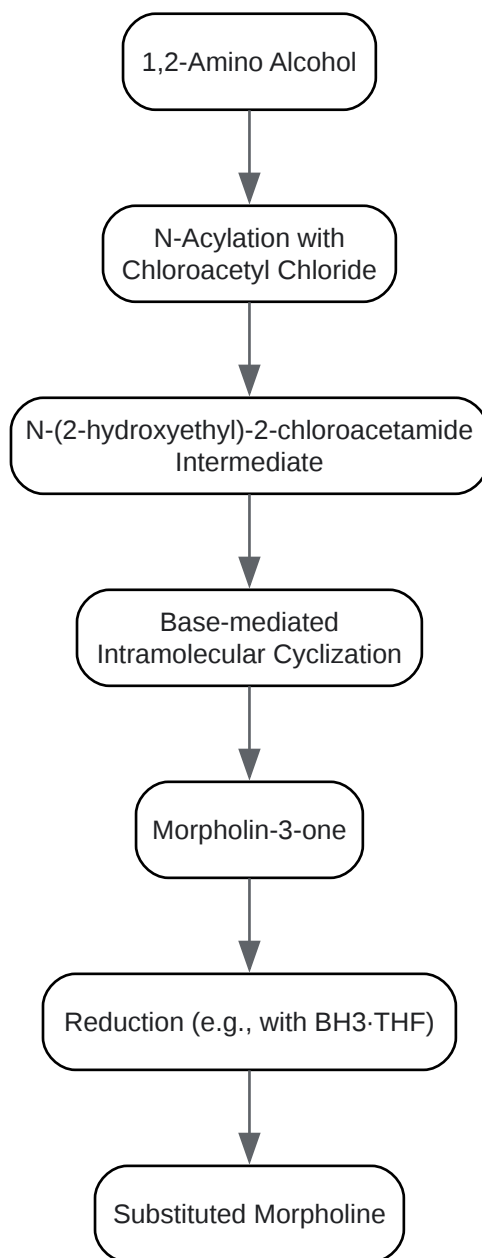 1,2-Amino Alcohol
N-Acylation with
Chloroacetyl Chloride
N-(2-hydroxyethyl)-2-chloroacetamide
Intermediate
Base-mediated
Intramolecular Cyclization
Morpholin-3-one
Reduction (e.g., with BH3·THF)
Substituted Morpholine